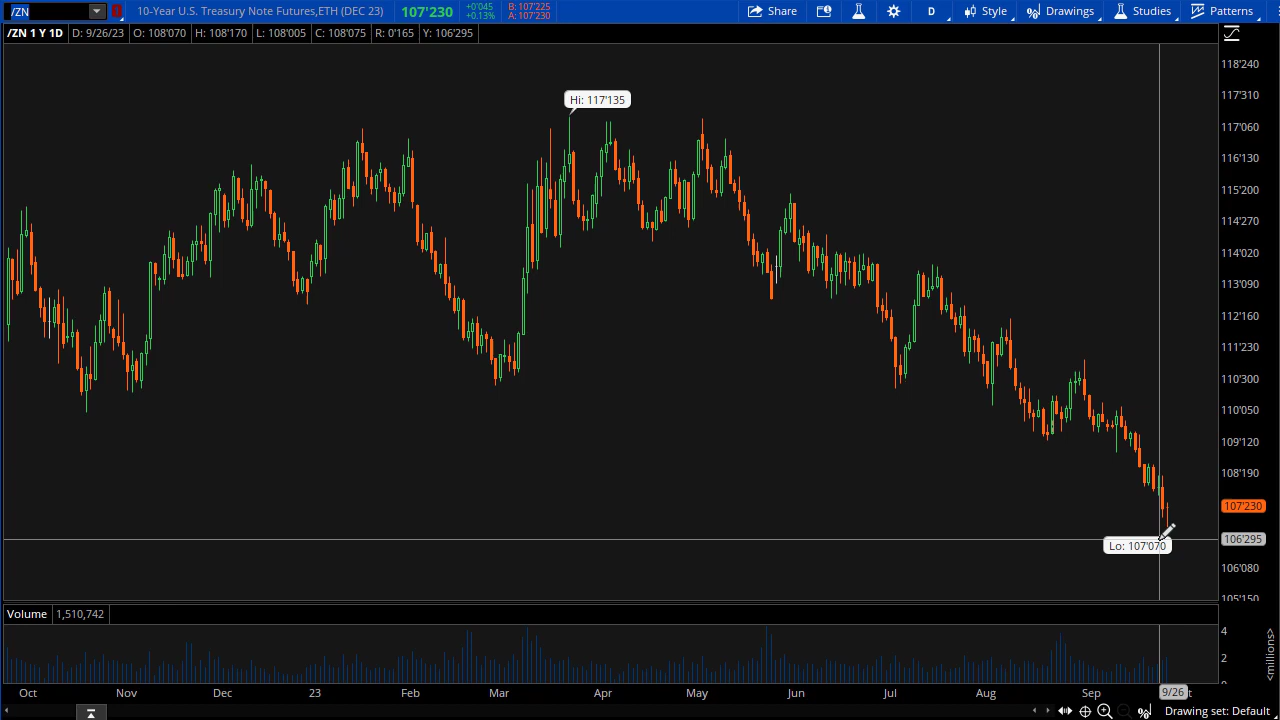 /ZN 10-Year U.S. Treasury Note Futures,ETH (DEC 23) 107'230 +0'045 +0.13% B: 107'225 A: 107'230 Share D Style Drawings Studies Patterns
/ZN 1 Y 1D D: 9/26/23 O: 108'070 H: 108'170 L: 108'005 C: 108'075 R: 0'165 Y: 106'295
118'240
Hi: 117'135
117'310
117'060
116'130
115'200
114'270
114'020
113'090
112'160
111'230
110'300
110'050
109'120
108'190
107'230
106'295
Lo: 107'070
106'080
105'150
Volume 1,510,742
4
2
0
<millions>
Oct Nov Dec 23 Feb Mar Apr May Jun Jul Aug Sep 9/26
Drawing set: Default